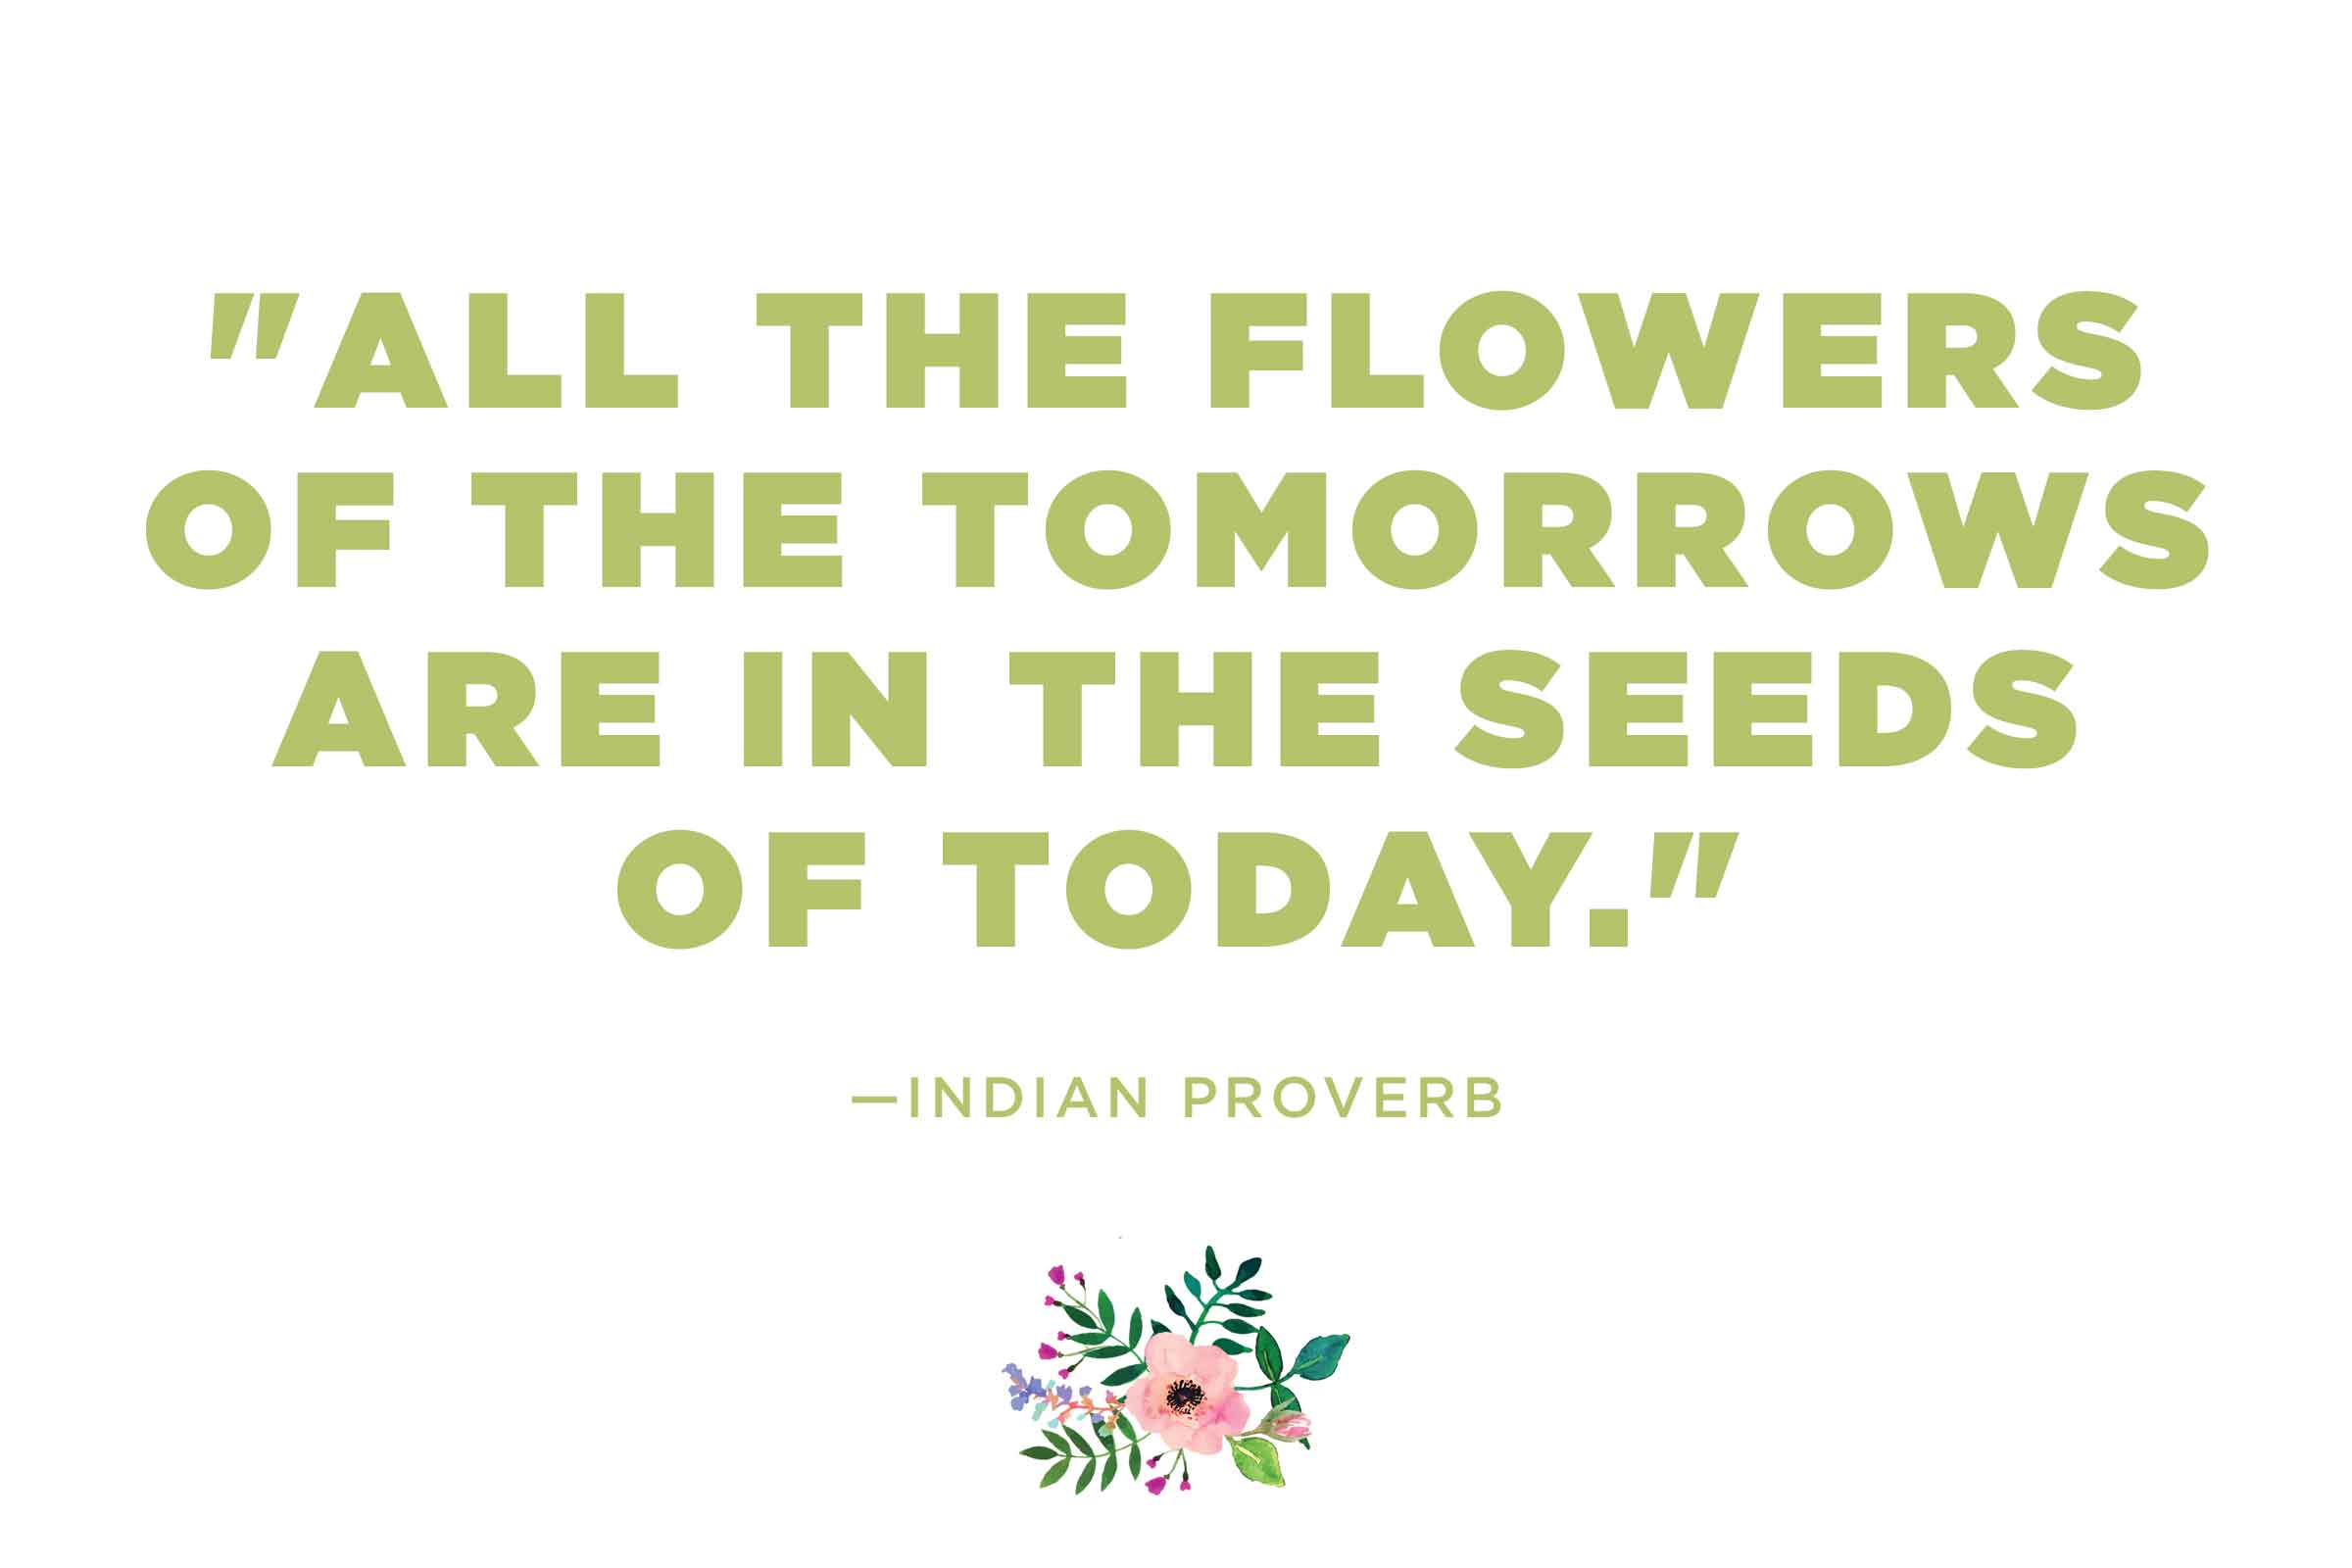 "ALL THE FLOWERS
OF THE TOMORROWS
ARE IN THE SEEDS
OF TODAY."
—INDIAN PROVERB